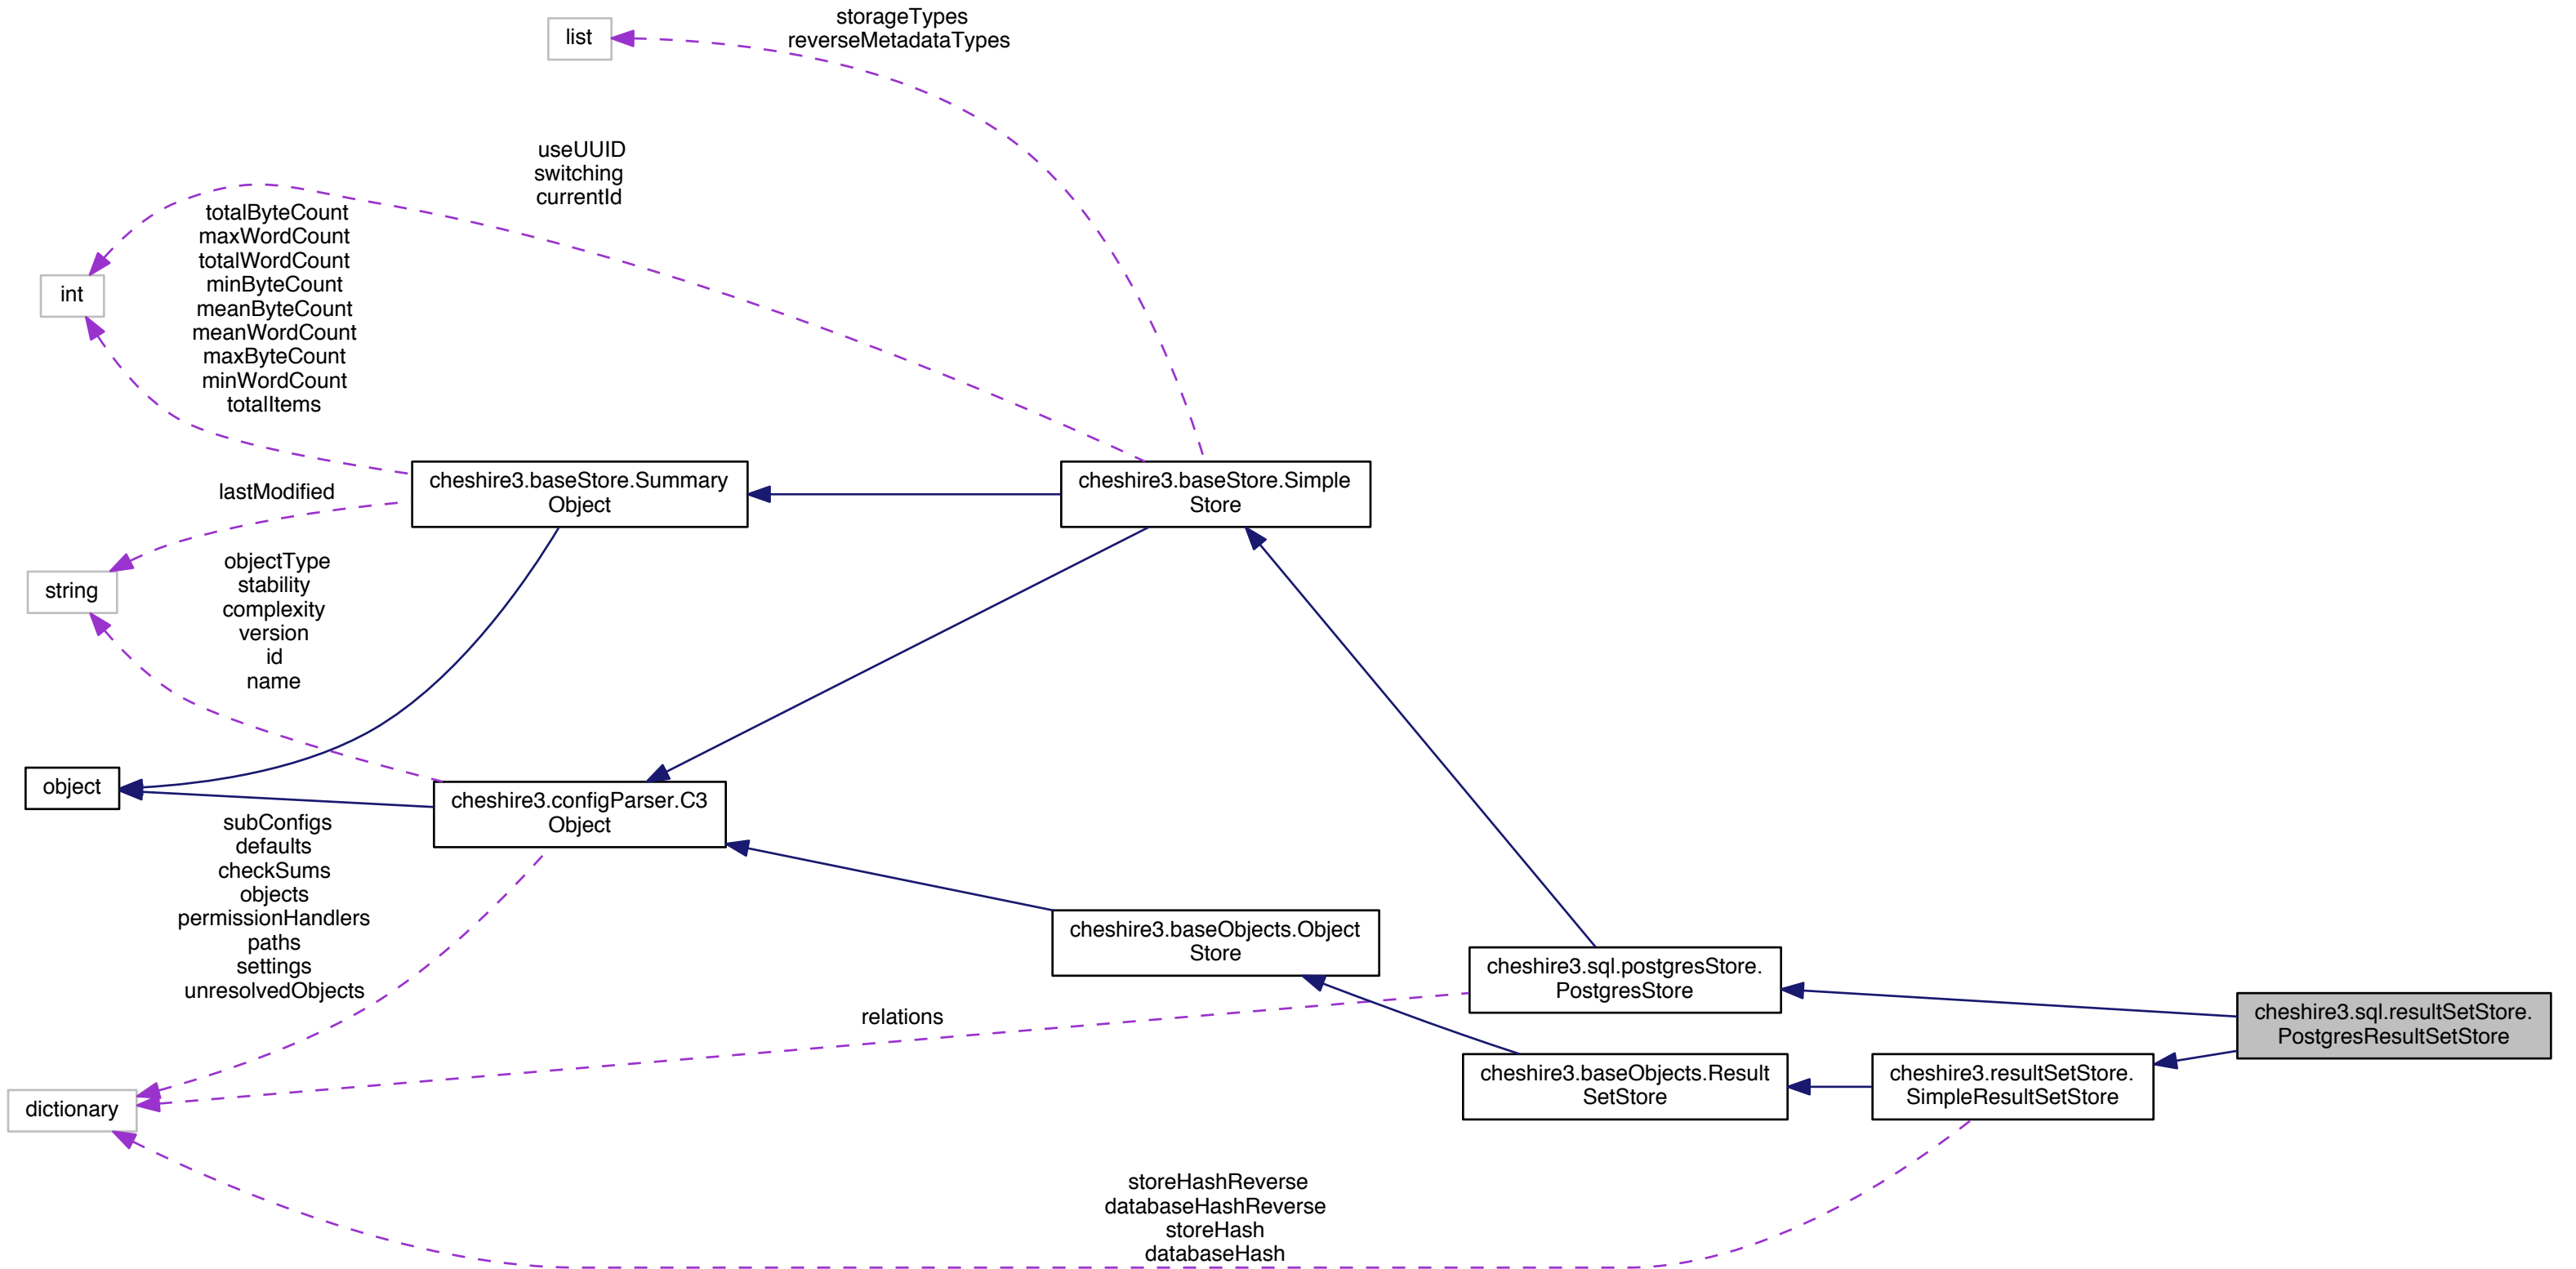 storageTypes
reverseMetadataTypes
list
useUUID
switching
currentId
totalByteCount
maxWordCount
totalWordCount
minByteCount
meanByteCount
meanWordCount
maxByteCount
minWordCount
totalItems
int
cheshire3.baseStore.Summary
Object
cheshire3.baseStore.Simple
Store
lastModified
objectType
stability
complexity
version
id
name
string
object
cheshire3.configParser.C3
Object
subConfigs
defaults
checkSums
objects
permissionHandlers
paths
settings
unresolvedObjects
cheshire3.baseObjects.Object
Store
cheshire3.sql.postgresStore.
PostgresStore
relations
cheshire3.sql.resultSetStore.
PostgresResultSetStore
cheshire3.baseObjects.Result
SetStore
cheshire3.resultSetStore.
SimpleResultSetStore
dictionary
storeHashReverse
databaseHashReverse
storeHash
databaseHash